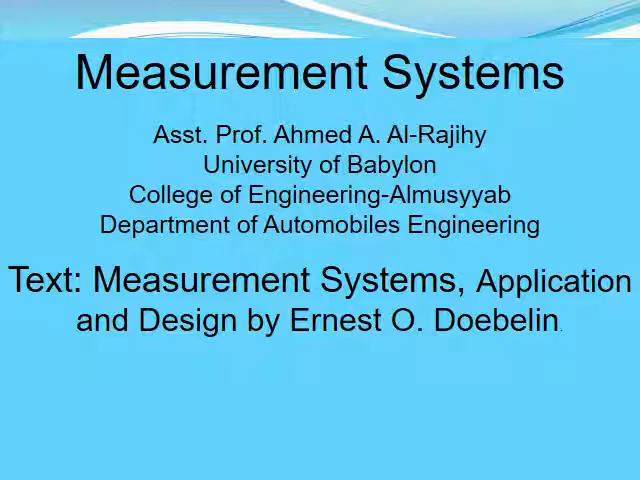 Measurement Systems
Asst. Prof. Ahmed A. Al-Rajihy
University of Babylon
College of Engineering-Almusyyab
Department of Automobiles Engineering
Text: Measurement Systems, Application
and Design by Ernest O. Doebelin.